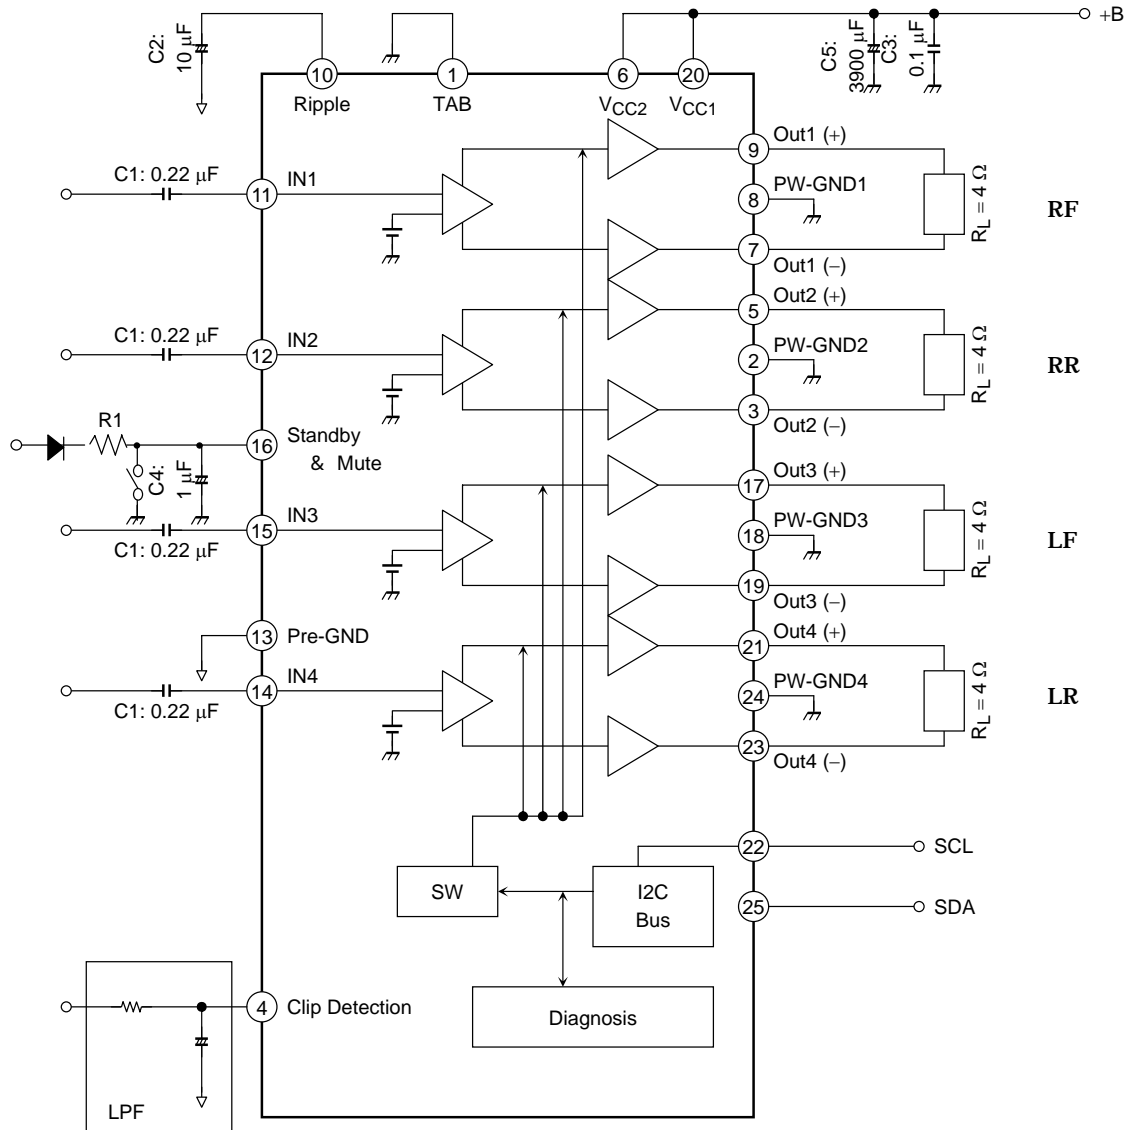 C2:
10 μF
C5:
3900 μF
C3:
0.1 μF
+B
10
1
6
20
Ripple
TAB
VCC2
VCC1
Out1 (+)
9
C1: 0.22 μF
IN1
11
PW-GND1
8
RL = 4 Ω
RF
7
Out1 (−)
Out2 (+)
5
C1: 0.22 μF
IN2
12
PW-GND2
2
RL = 4 Ω
RR
3
Out2 (−)
R1
16
Standby
& Mute
C4:
1 μF
Out3 (+)
17
IN3
15
C1: 0.22 μF
PW-GND3
18
RL = 4 Ω
LF
19
Out3 (−)
13
Pre-GND
Out4 (+)
21
IN4
14
C1: 0.22 μF
PW-GND4
24
RL = 4 Ω
LR
23
Out4 (−)
22
SCL
SW
I2C
Bus
25
SDA
4
Clip Detection
Diagnosis
LPF